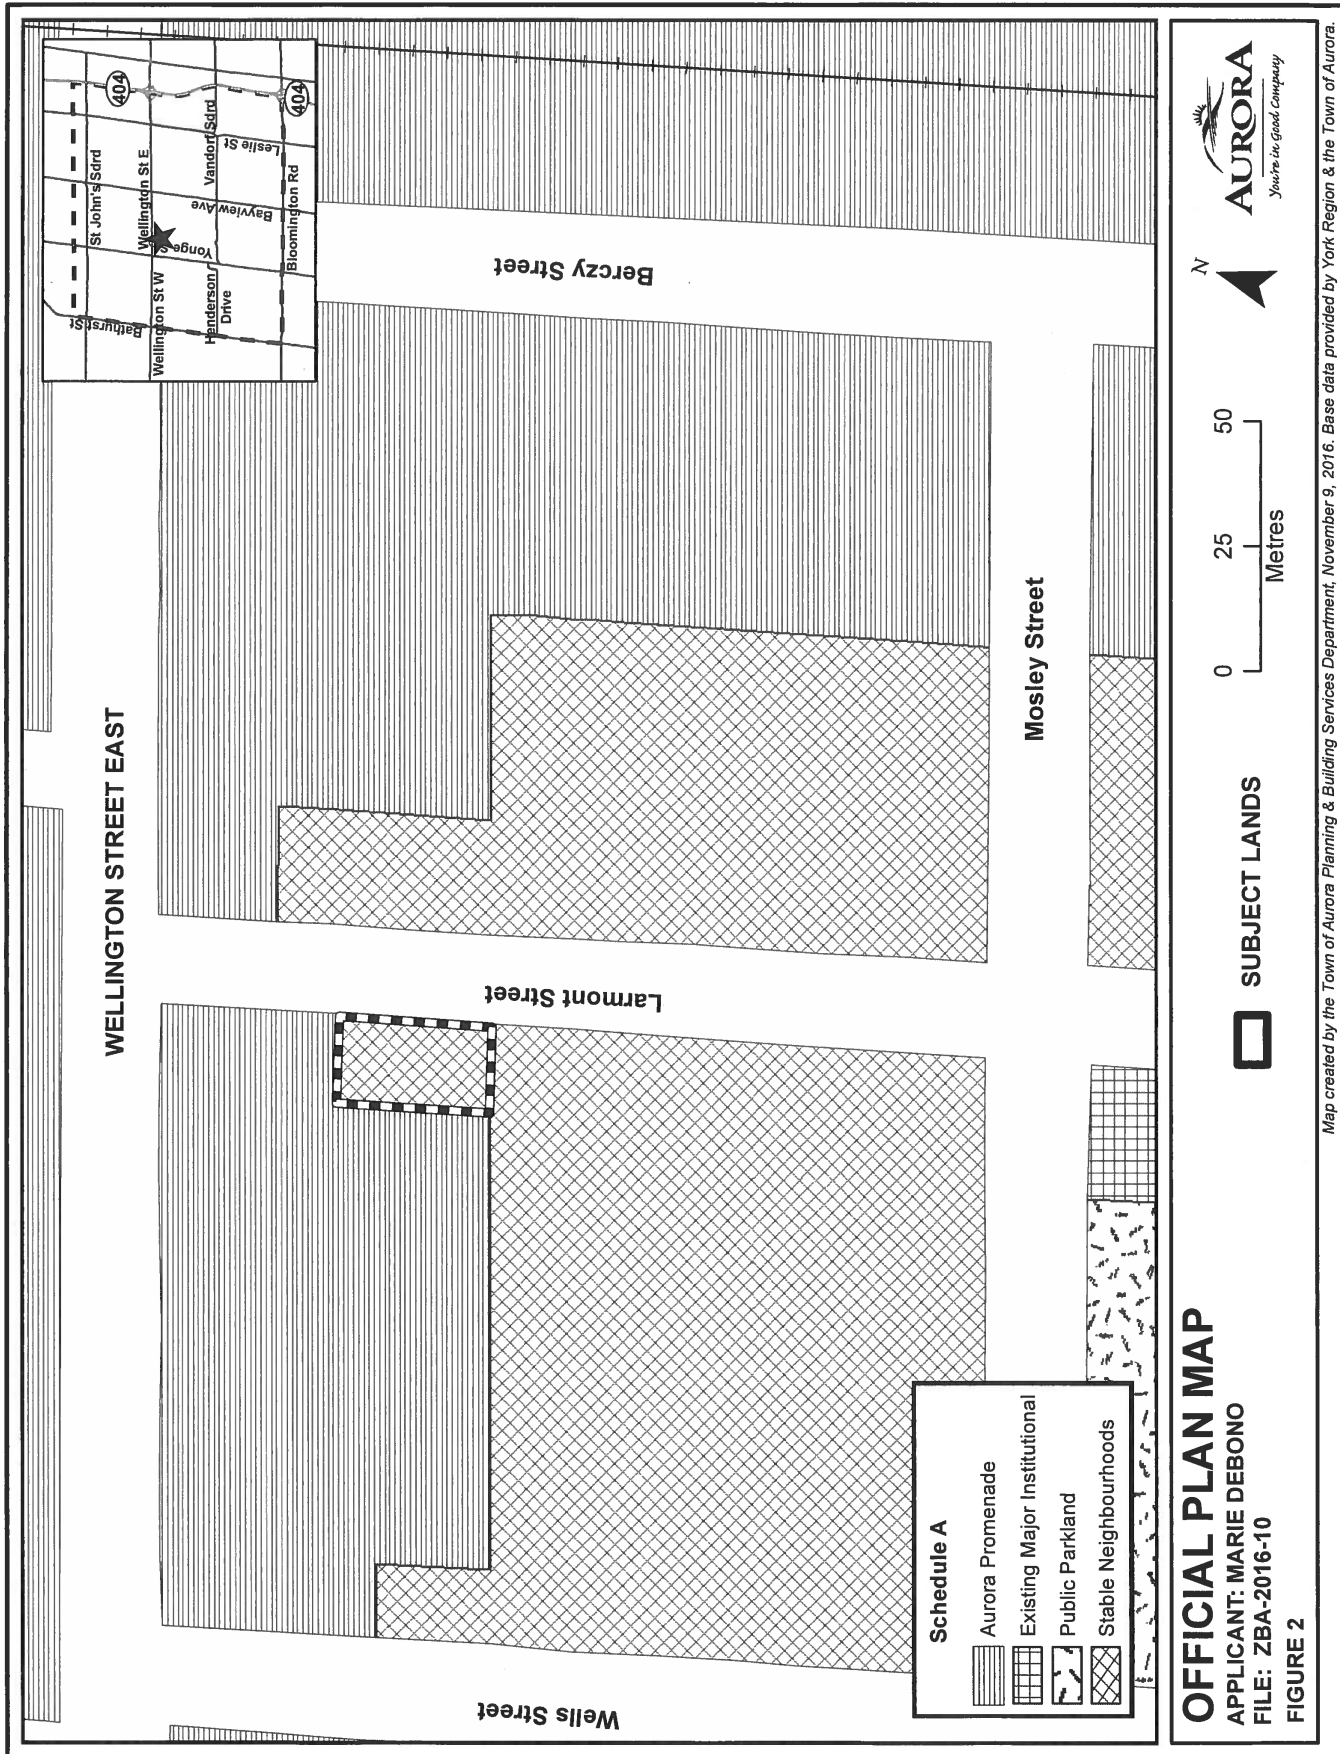 WELLINGTON STREET EAST
Wells Street
Larmont Street
Berczy Street
Mosley Street
St John's Sdrd
Wellington St E
Wellington St W
Vandorf Sdrd
Henderson
Drive
Bloomington Rd
Bathurst St
Bayview Ave
Leslie St
404
404
Schedule A
Aurora Promenade
Existing Major Institutional
Public Parkland
Stable Neighbourhoods
OFFICIAL PLAN MAP
APPLICANT: MARIE DEBONO
FILE: ZBA-2016-10
FIGURE 2
SUBJECT LANDS
0 25 50
Metres
N
AURORA
You're in Good Company
Map created by the Town of Aurora Planning & Building Services Department, November 9, 2016. Base data provided by York Region & the Town of Aurora.